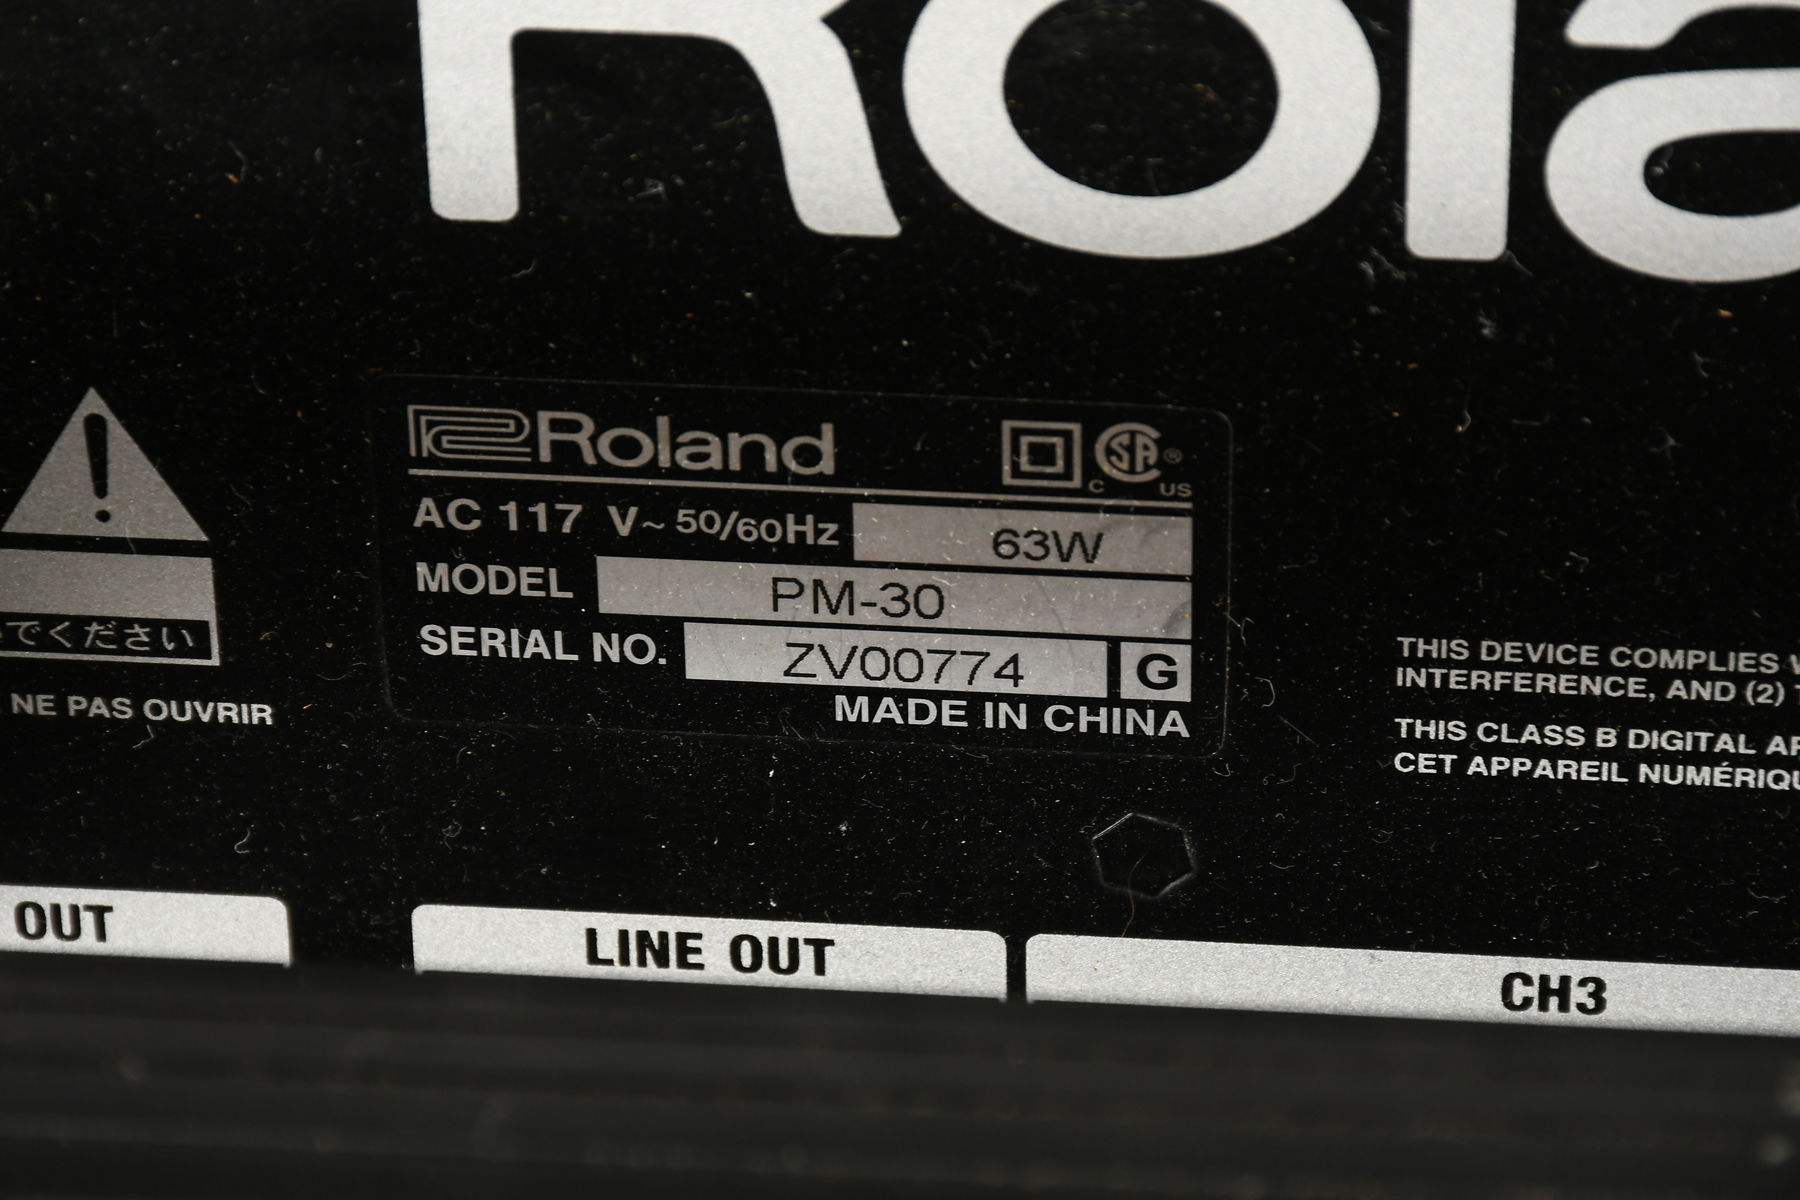 Rola
Roland
C SA ® US
AC 117 V~ 50/60Hz 63W
MODEL PM-30
SERIAL NO. ZV00774 G
MADE IN CHINA
でください
NE PAS OUVRIR
THIS DEVICE COMPLIES
INTERFERENCE, AND (2)
THIS CLASS B DIGITAL
CET APPAREIL
OUT
LINE OUT
CH3